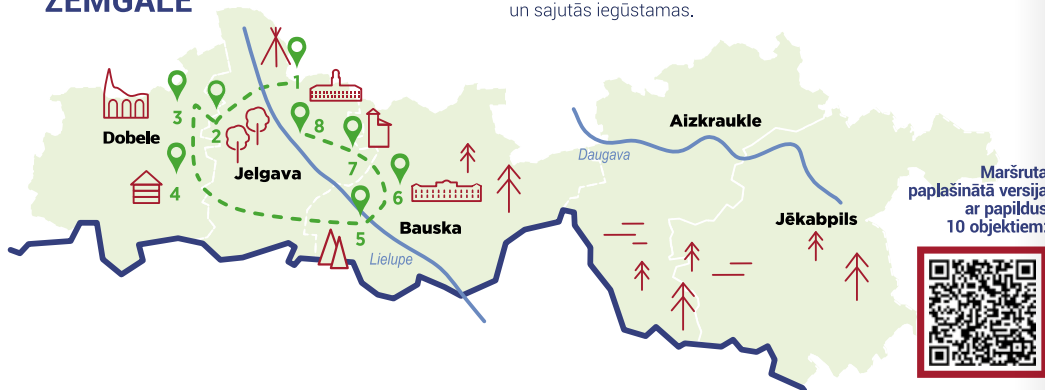 ZEMGALE
un sajutās iegūstamas.
1
2
3
Dobele
4
Jelgava
8
7
6
5
Bauska
Lielupe
Daugava
Aizkraukle
Jēkabpils
Maršruta
paplašinātā versija
ar papildus
10 objektiem: